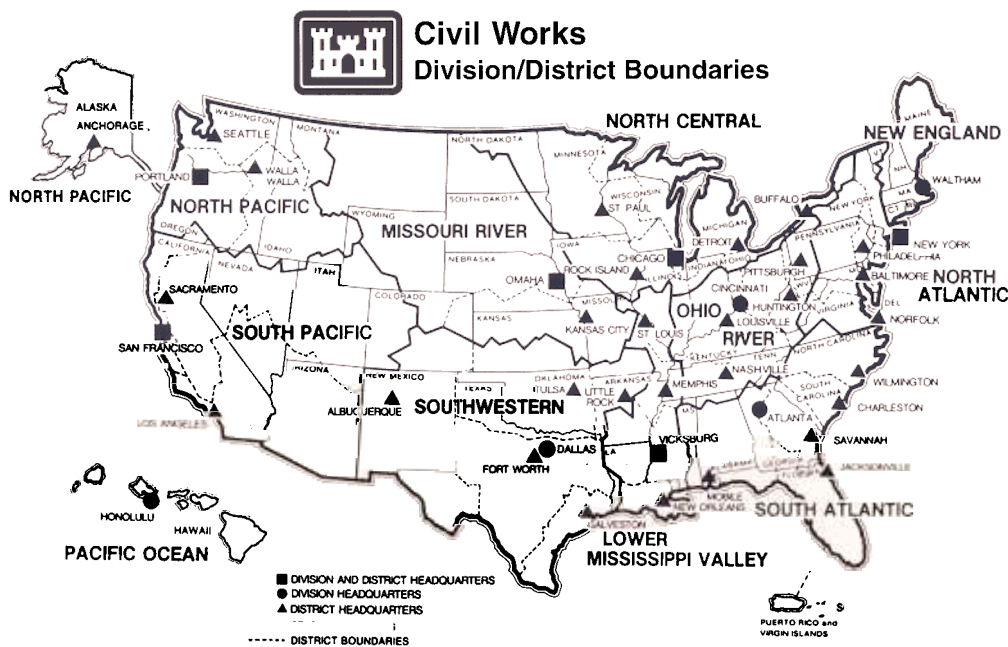 Civil Works
Division/District Boundaries
ALASKA
ANCHORAGE
NORTH PACIFIC
WASHINGTON
SEATTLE
MONTANA
NORTH DAKOTA
MINNESOTA
NORTH CENTRAL
MAINE
NEW ENGLAND
PORTLAND
WALLA
WALLA
NORTH PACIFIC
OREGON
IDAHO
WYOMING
SOUTH DAKOTA
MISSOURI RIVER
WISCONSIN
ST PAUL
MICHIGAN
DETROIT
BUFFALO
NEW YORK
NH
MA
CT
WALTHAM
NEW YORK
PENNSYLVANIA
PHILADELPHIA
PITTSBURGH
BALTIMORE
NORTH
ATLANTIC
DEL
NORFOLK
CALIFORNIA
NEVADA
SACRAMENTO
SAN FRANCISCO
SOUTH PACIFIC
COLORADO
NEBRASKA
OMAHA
IOWA
ROCK ISLAND
CHICAGO
ILLINOIS
INDIANA
OHIO
CINCINNATI
HUNTINGTON
WV
VIRGINIA
OHIO
RIVER
LOUISVILLE
KANSAS
KANSAS CITY
MISSOURI
ST LOUIS
KENTUCKY
TENN
NASHVILLE
NORTH CAROLINA
WILMINGTON
SOUTH
CAROLINA
CHARLESTON
LOS ANGELES
NEW MEXICO
ALBUQUERQUE
TEXAS
SOUTHWESTERN
OKLAHOMA
TULSA
ARKANSAS
LITTLE
ROCK
MEMPHIS
MS
ATLANTA
SAVANNAH
VICKSBURG
LA
DALLAS
FORT WORTH
JACKSONVILLE
MOBILE
NEW ORLEANS
GALVESTON
SOUTH ATLANTIC
LOWER
MISSISSIPPI VALLEY
HONOLULU
HAWAII
PACIFIC OCEAN
DIVISION AND DISTRICT HEADQUARTERS
DIVISION HEADQUARTERS
DISTRICT HEADQUARTERS
DISTRICT BOUNDARIES
PUERTO RICO and
VIRGIN ISLANDS